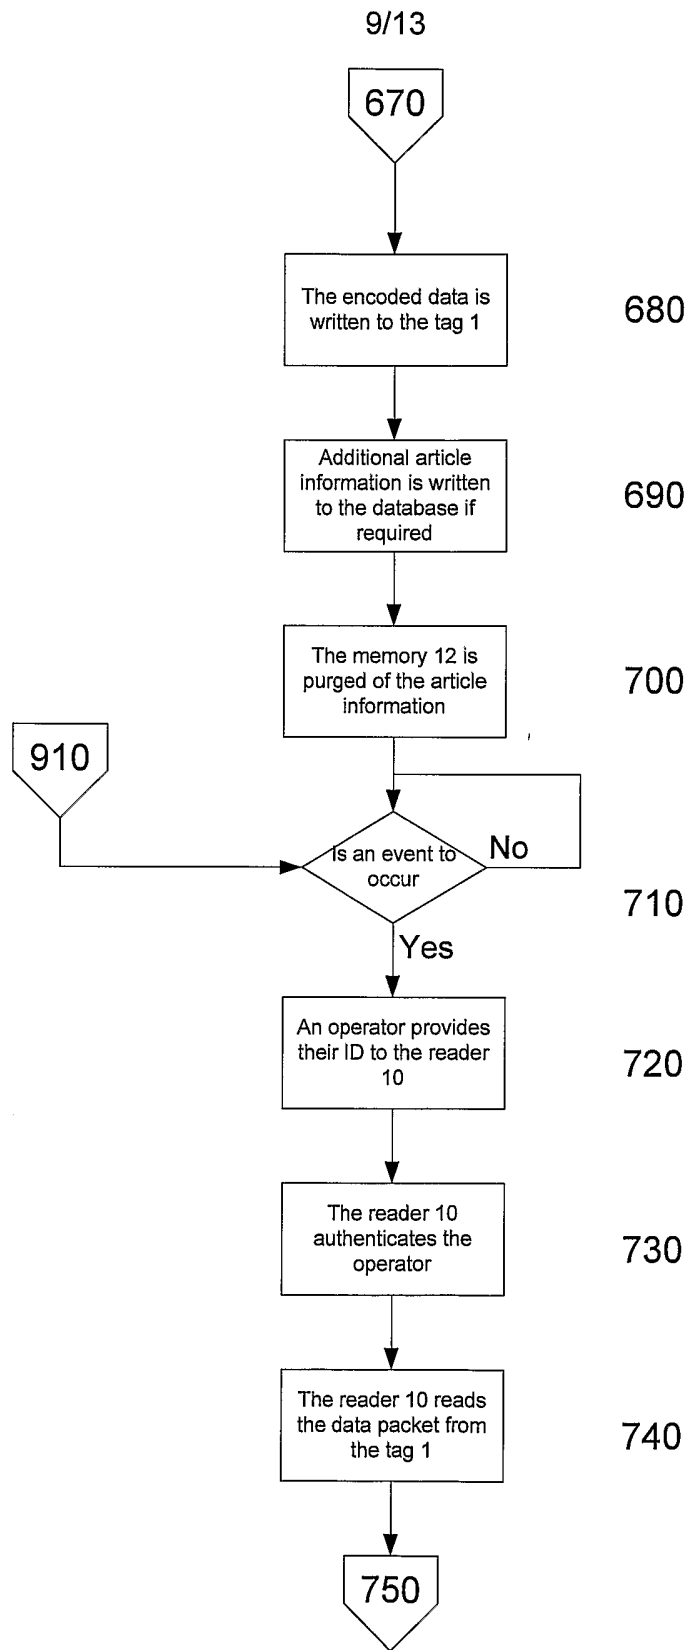 9/13
670
The encoded data is
written to the tag 1
680
Additional article
information is written
to the database if
required
690
The memory 12 is
purged of the article
information
700
910
Is an event to
occur
No
710
Yes
An operator provides
their ID to the reader
10
720
The reader 10
authenticates the
operator
730
The reader 10 reads
the data packet from
the tag 1
740
750